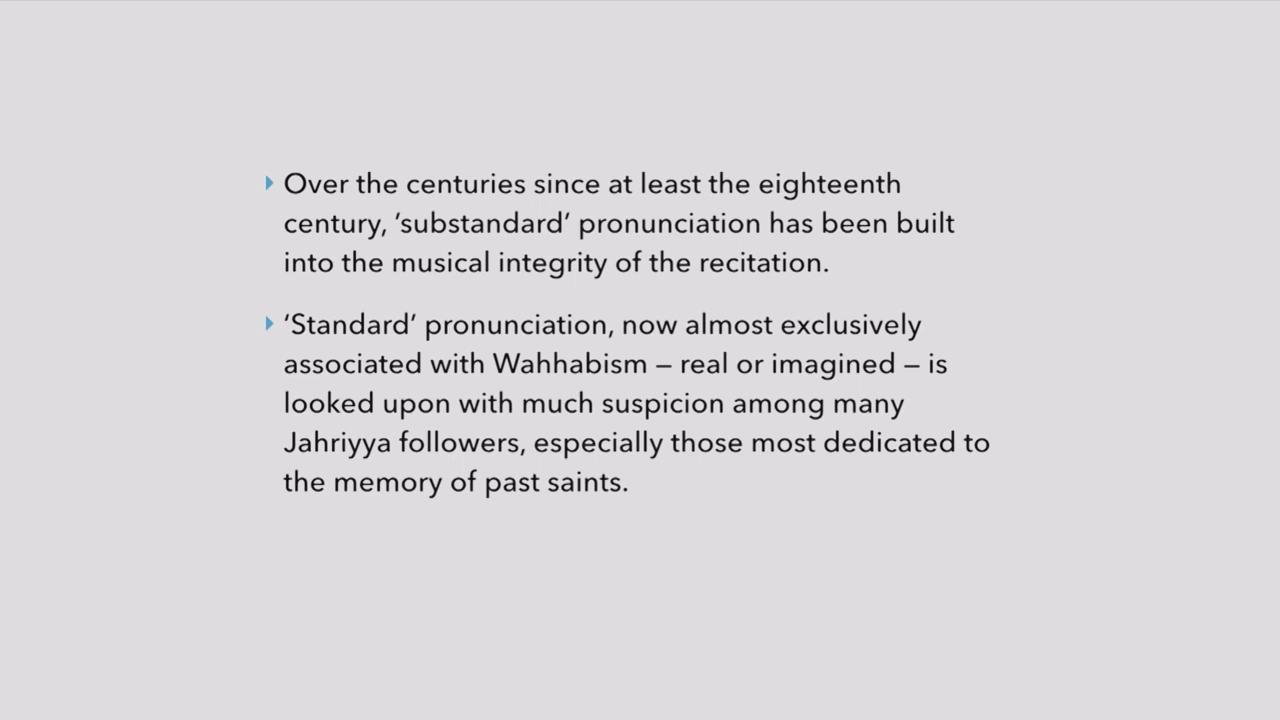 Over the centuries since at least the eighteenth
century, ’substandard’ pronunciation has been built
into the musical integrity of the recitation.
‘Standard’ pronunciation, now almost exclusively
associated with Wahhabism – real or imagined – is
looked upon with much suspicion among many
Jahriyya followers, especially those most dedicated to
the memory of past saints.